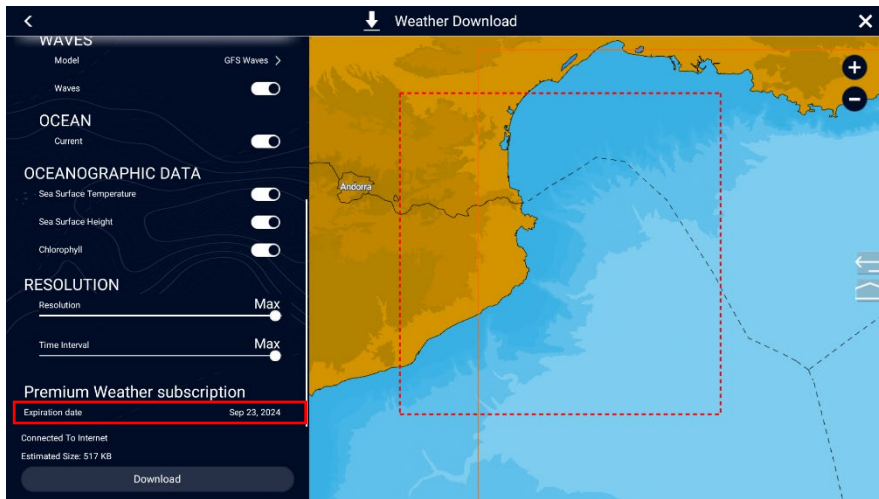 Weather Download
WAVES
Model GFS Waves
Waves
OCEAN
Current
OCEANOGRAPHIC DATA
Sea Surface Temperature
Sea Surface Height
Chlorophyll
RESOLUTION
Resolution Max
Time Interval Max
Premium Weather subscription
Expiration date Sep 23, 2024
Connected To Internet
Estimated Size: 517 KB
Download
Andorra